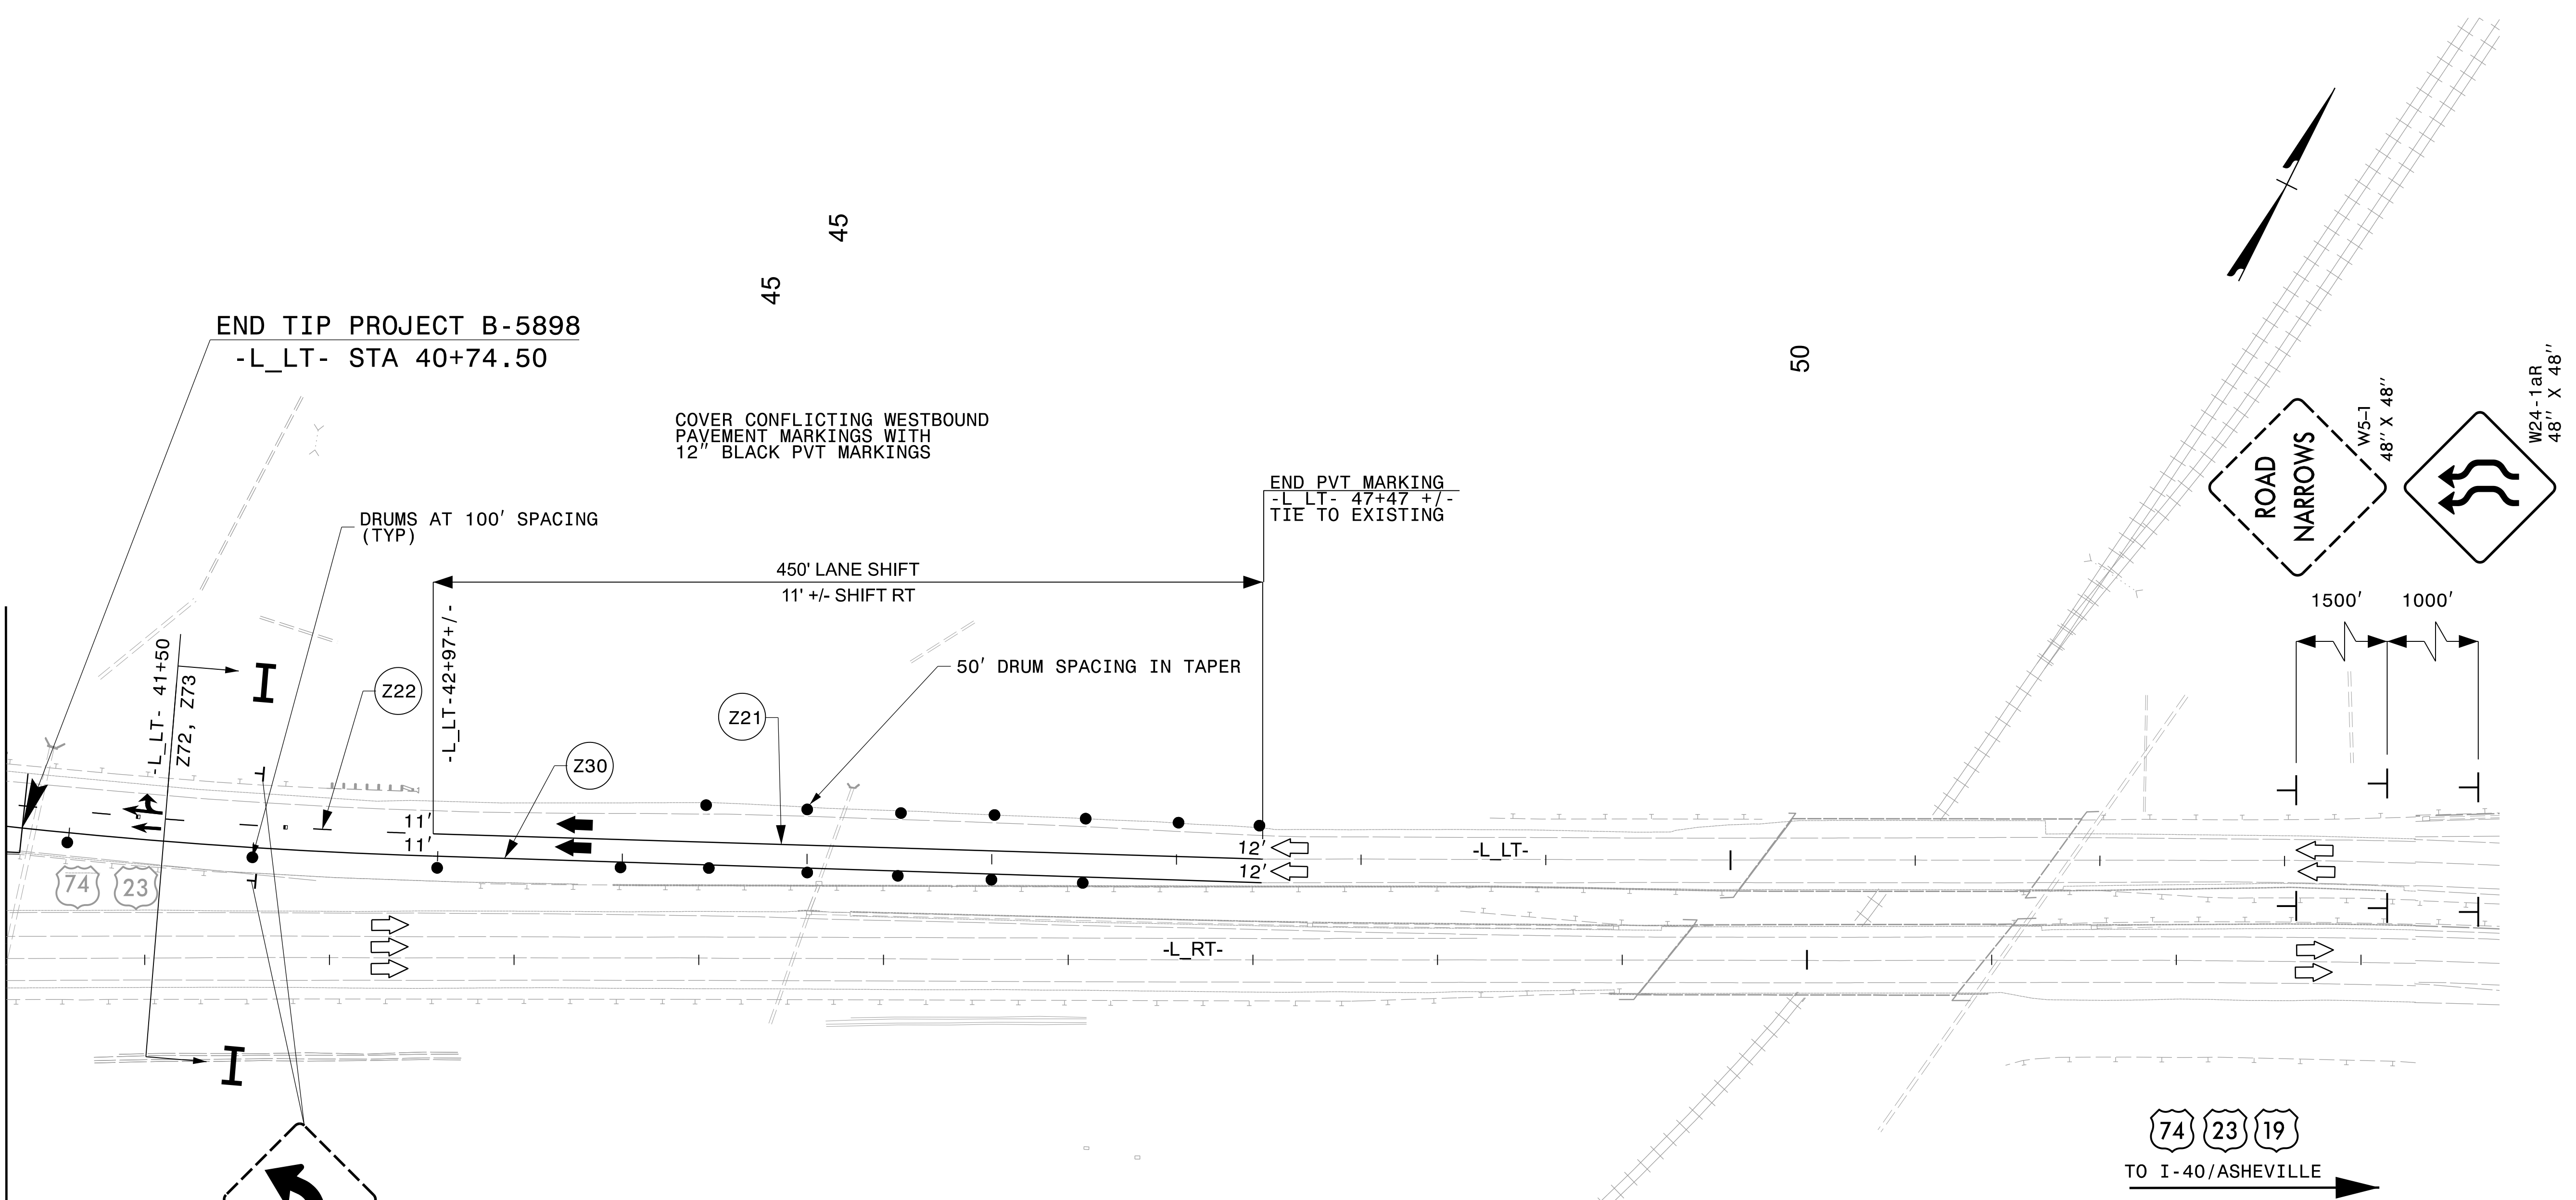 45
45
END TIP PROJECT B-5898
-L_LT- STA 40+74.50
50
COVER CONFLICTING WESTBOUND
PAVEMENT MARKINGS WITH
12" BLACK PVT MARKINGS
END PVT MARKING
-L_LT- 47+47 +/-
TIE TO EXISTING
ROAD
NARROWS
W5-1
48" X 48"
W24-1aR
48" X 48"
DRUMS AT 100' SPACING
(TYP)
450' LANE SHIFT
11' +/- SHIFT RT
1500'
1000'
-L_LT- 41+50
Z72, Z73
I
Z22
-L_LT-42+97+/-
Z21
50' DRUM SPACING IN TAPER
Z30
11'
11'
12'
12'
-L_LT-
74
23
-L_RT-
I
74
23
19
TO I-40/ASHEVILLE